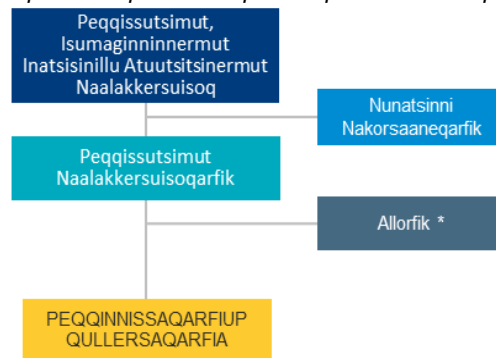 Peqqissutsimut,
Isumaginninnermut
Inatsisinillu Atuutsitsinermut
Naalakkersuisoq
Nunatsinni
Nakorsaaneqarfik
Peqqissutsimut
Naalakkersuisoqarfik
Allorfik *
PEQQINNISSAQARFIUP
QULLERSAQARFIA